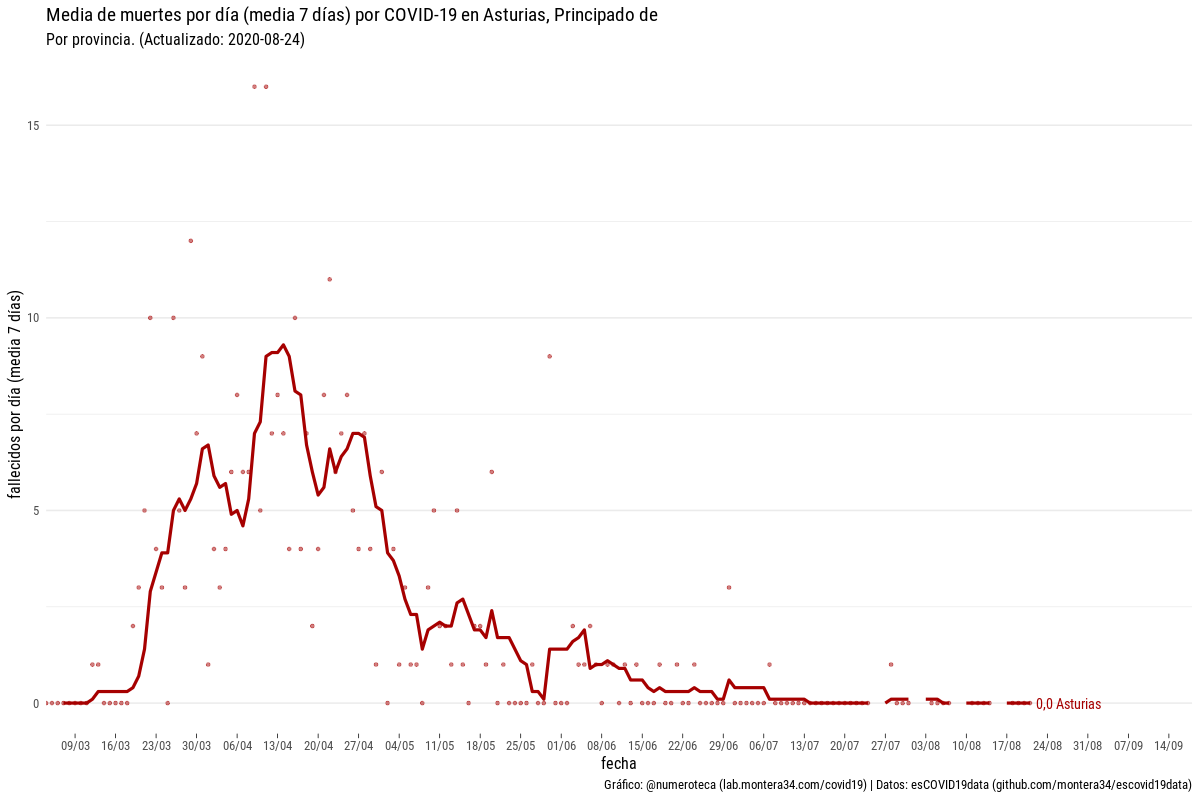 Media de muertes por día (media 7 días) por COVID-19 en Asturias, Principado de
Por provincia. (Actualizado: 2020-08-24)
fallecidos por día (media 7 días)
15
10
5
0
0,0 Asturias
09/03 16/03 23/03 30/03 06/04 13/04 20/04 27/04 04/05 11/05 18/05 25/05 01/06 08/06 15/06 22/06 29/06 06/07 13/07 20/07 27/07 03/08 10/08 17/08 24/08 31/08 07/09 14/09
fecha
Gráfico: @numeroteca (lab.montera34.com/covid19) | Datos: esCOVID19data (github.com/montera34/escovid19data)